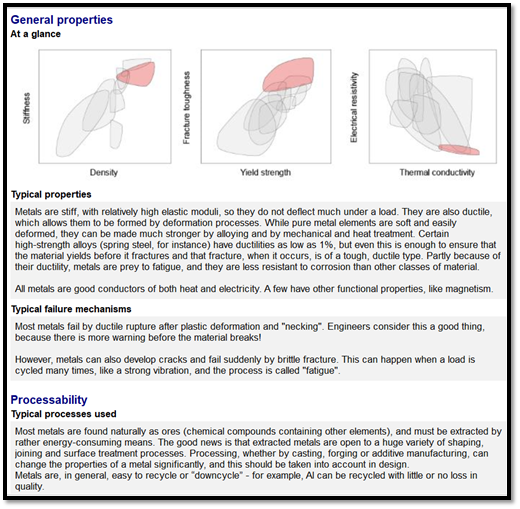 General properties
At a glance
Stiffness
Density
Fracture toughness
Yield strength
Electrical resistivity
Thermal conductivity
Typical properties
Metals are stiff, with relatively high elastic moduli, so they do not deflect much under a load. They are also ductile,
which allows them to be formed by deformation processes. While pure metal elements are soft and easily
deformed, they can be made much stronger by alloying and by mechanical and heat treatment. Certain
high-strength alloys (spring steel, for instance) have ductilities as low as 1%, but even this is enough to ensure that
the material yields before it fractures and that fracture, when it occurs, is of a tough, ductile type. Partly because of
their ductility, metals are prey to fatigue, and they are less resistant to corrosion than other classes of material.
All metals are good conductors of both heat and electricity. A few have other functional properties, like magnetism.
Typical failure mechanisms
Most metals fail by ductile rupture after plastic deformation and "necking". Engineers consider this a good thing,
because there is more warning before the material breaks!
However, metals can also develop cracks and fail suddenly by brittle fracture. This can happen when a load is
cycled many times, like a strong vibration, and the process is called "fatigue".
Processability
Typical processes used
Most metals are found naturally as ores (chemical compounds containing other elements), and must be extracted by
rather energy-consuming means. The good news is that extracted metals are open to a huge variety of shaping,
joining and surface treatment processes. Processing, whether by casting, forging or additive manufacturing, can
change the properties of a metal significantly, and this should be taken into account in design.
Metals are, in general, easy to recycle or "downcycle" - for example, Al can be recycled with little or no loss in
quality.